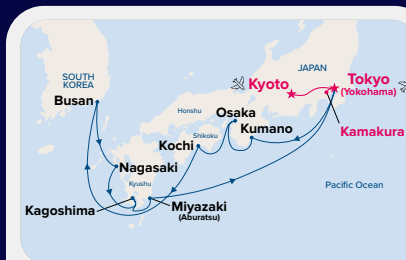 JAPAN
SOUTH
KOREA
Busan
Kyoto
Tokyo
(Yokohama)
Honshu
Osaka
Kumano
Kamakura
Shikoku
Kochi
Nagasaki
Kyushu
Pacific Ocean
Kagoshima
Miyazaki
(Aburatsu)